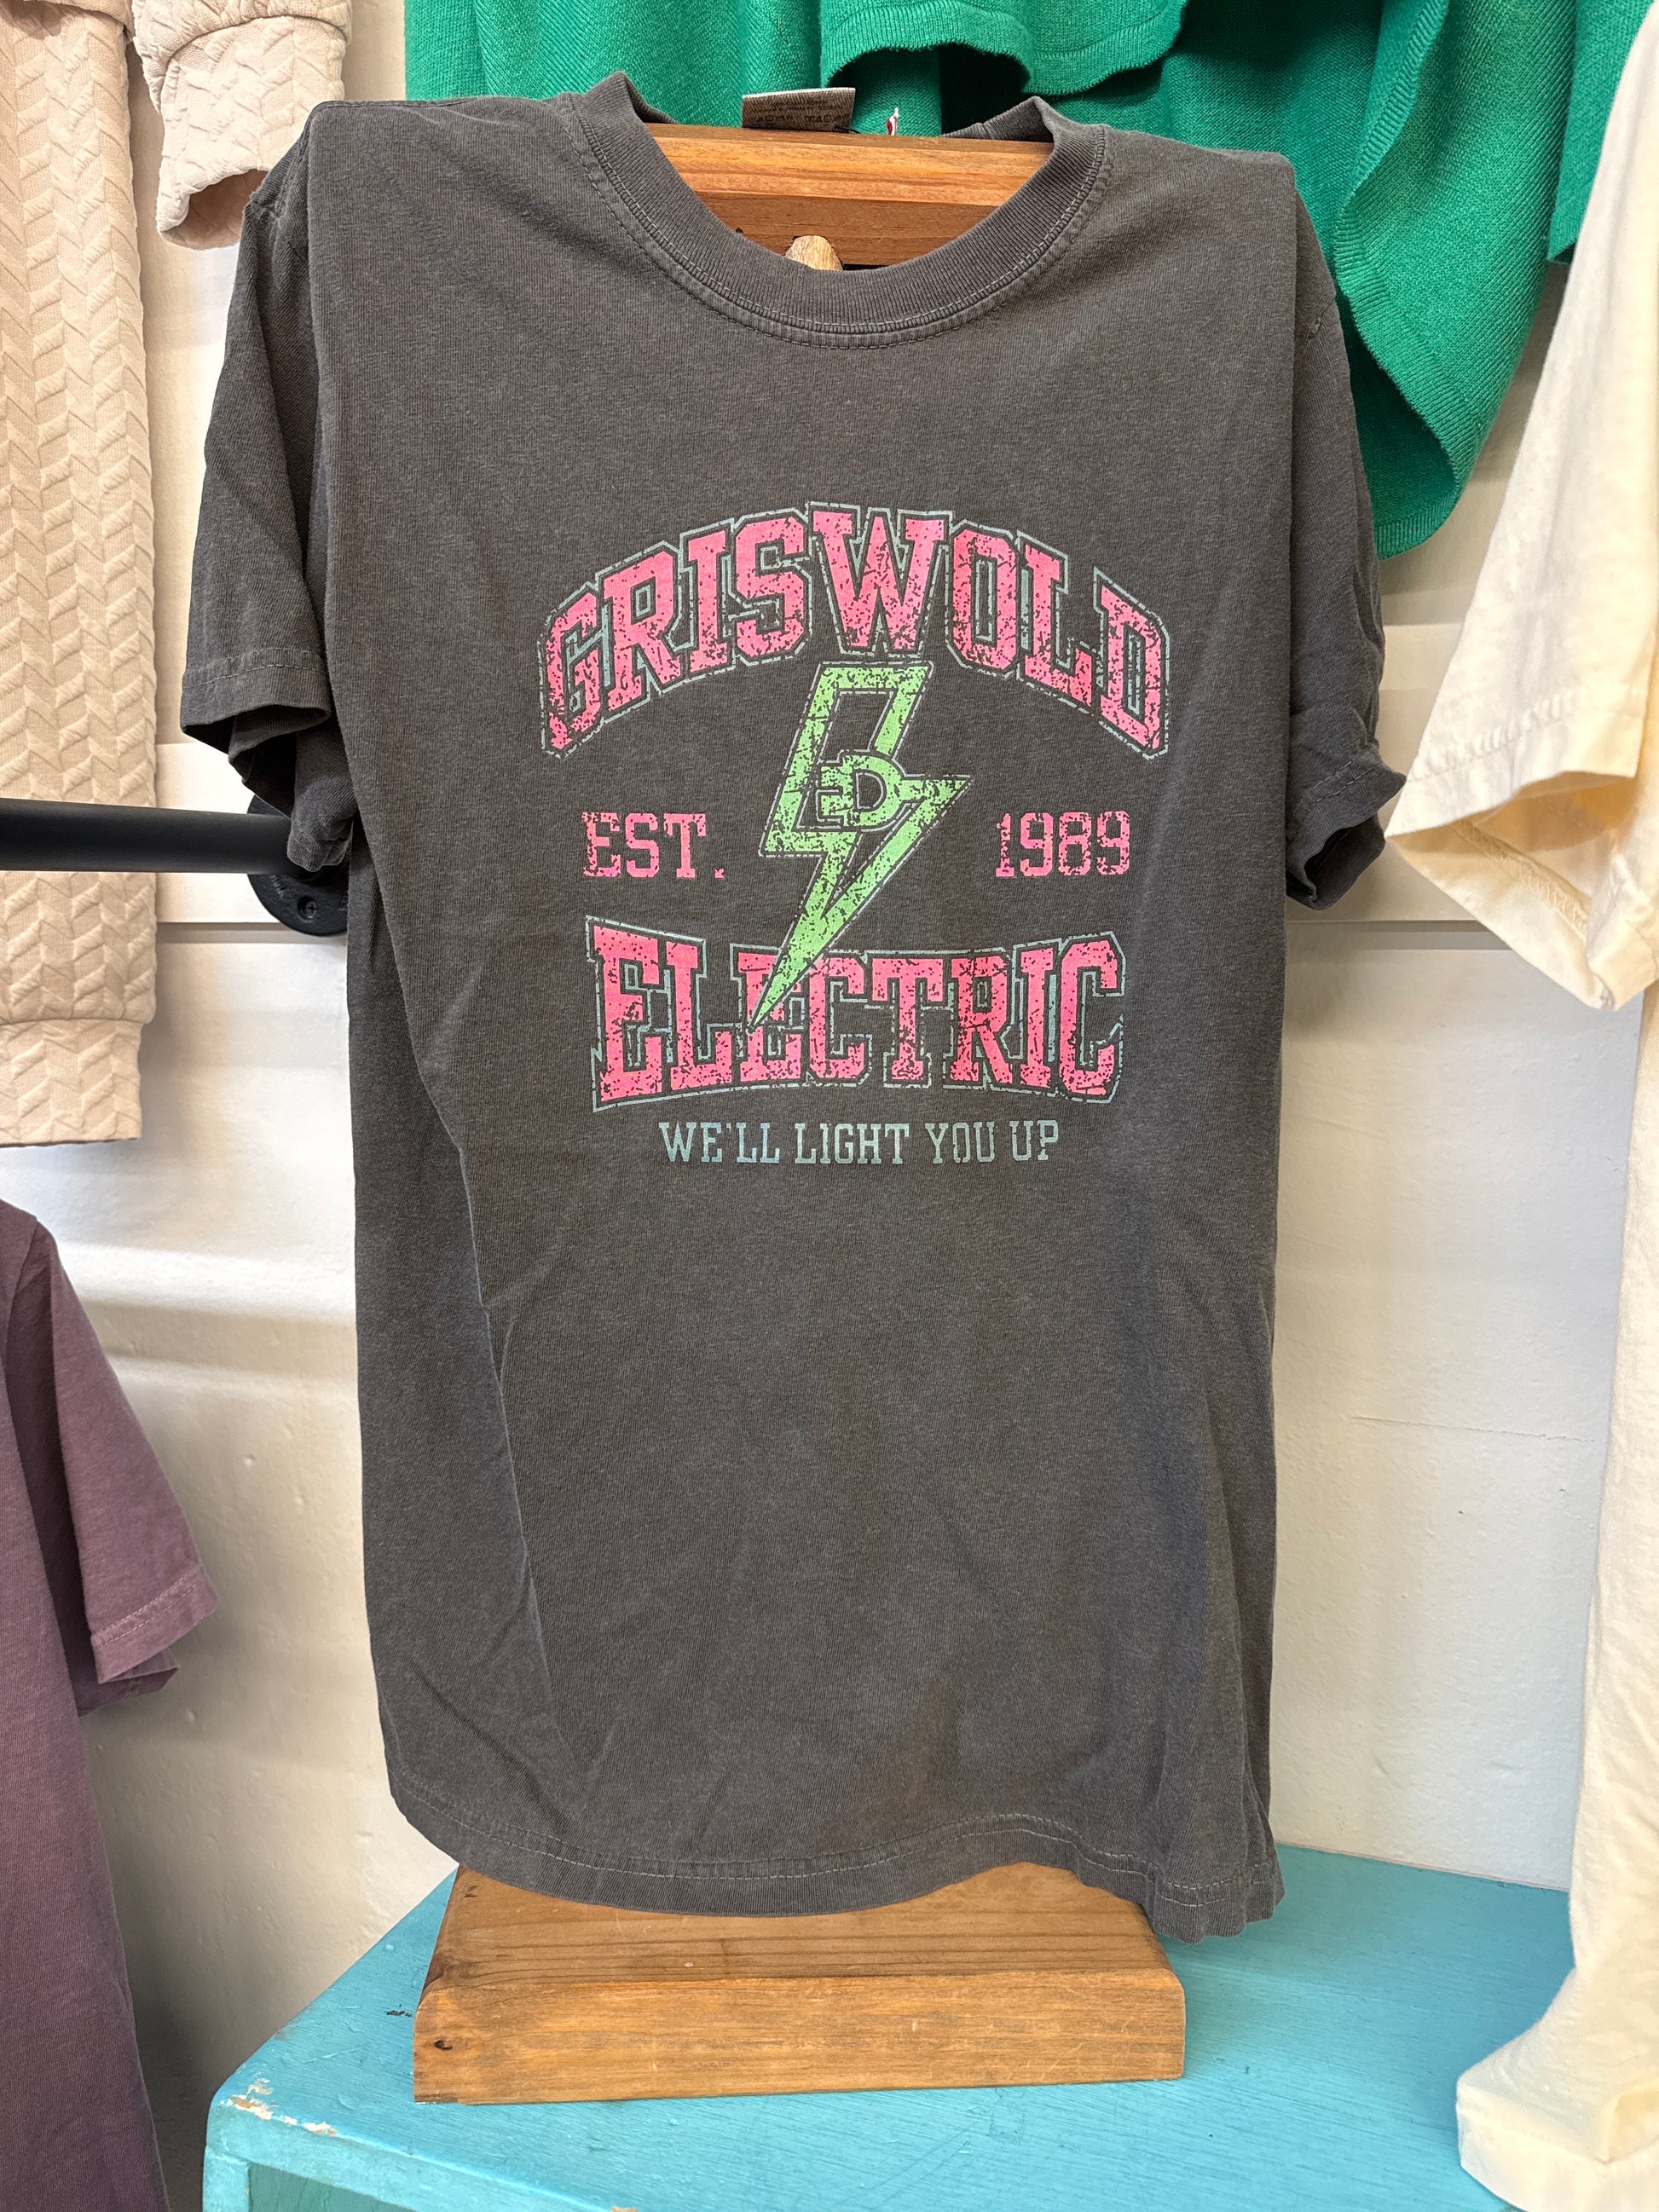 GRISWOLD
EST. 1989
ELECTRIC
WE'LL LIGHT YOU UP